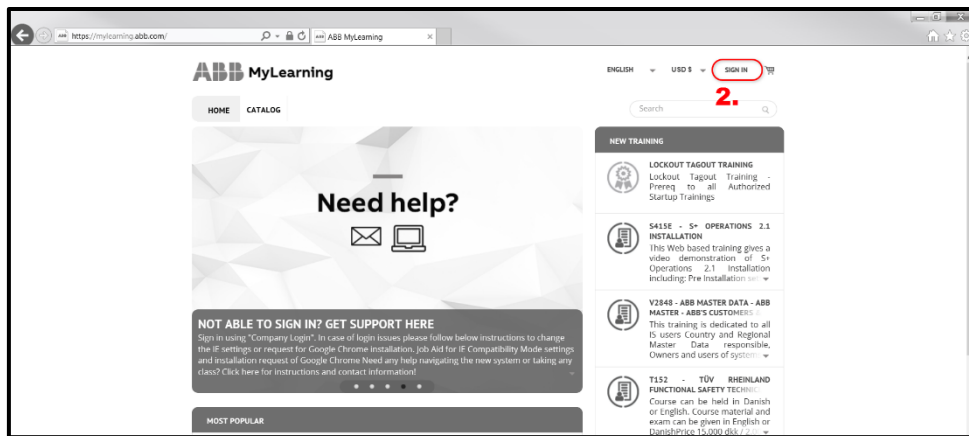 https://mylearning.abb.com/
ABB MyLearning
ABB MyLearning
ENGLISH
USD $
SIGN IN
2.
HOME
CATALOG
Search
Need help?
NOT ABLE TO SIGN IN? GET SUPPORT HERE
Sign in using "Company Login". In case of login issues please follow below instructions to change
the IE settings or request for Google Chrome installation. Job Aid for IE Compatibility Mode settings
and installation request of Google Chrome Need any help navigating the new system or taking any
class? Click here for instructions and contact information!
MOST POPULAR
NEW TRAINING
LOCKOUT TAGOUT TRAINING
Lockout Tagout Training -
Prereq to all Authorized
Startup Trainings
S415E - S+ OPERATIONS 2.1
INSTALLATION
This Web based training gives a
video demonstration of S+
Operations 2.1 Installation
including: Pre Installation
V2848 - ABB MASTER DATA - ABB
MASTER - ABB'S CUSTOMERS
This training is dedicated to all
IS users Country and Regional
Master Data responsible,
Owners and users of system
T152 - TÜV RHEINLAND
FUNCTIONAL SAFETY TECHNIC
Course can be held in Danish
or English. Course material and
exam can be given in English or
DanishPrice 15.000 dkk /